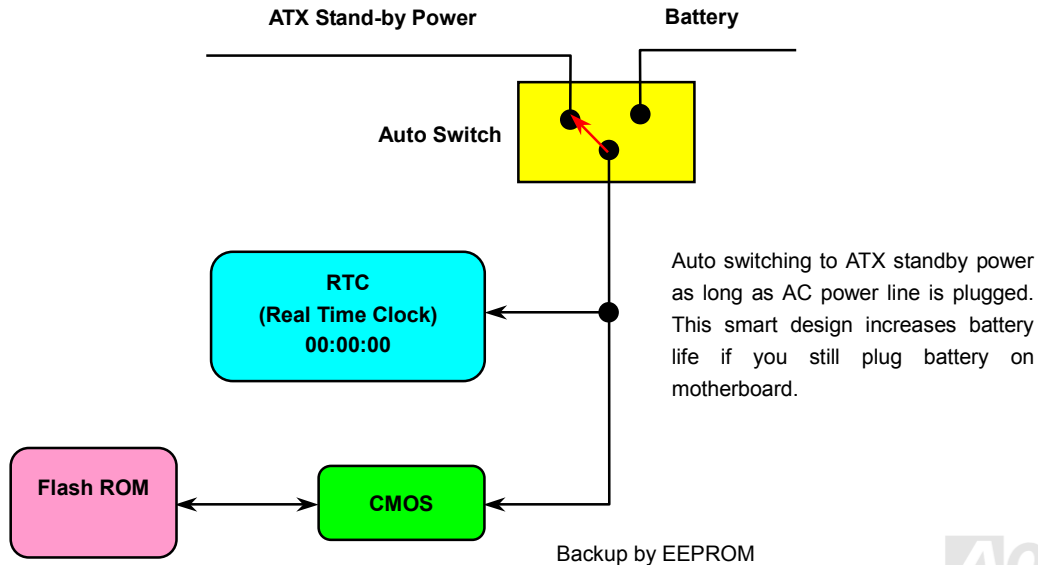 ATX Stand-by Power
Battery
Auto Switch
RTC
(Real Time Clock)
00:00:00
Auto switching to ATX standby power
as long as AC power line is plugged.
This smart design increases battery
life if you still plug battery on
motherboard.
Flash ROM
CMOS
Backup by EEPROM